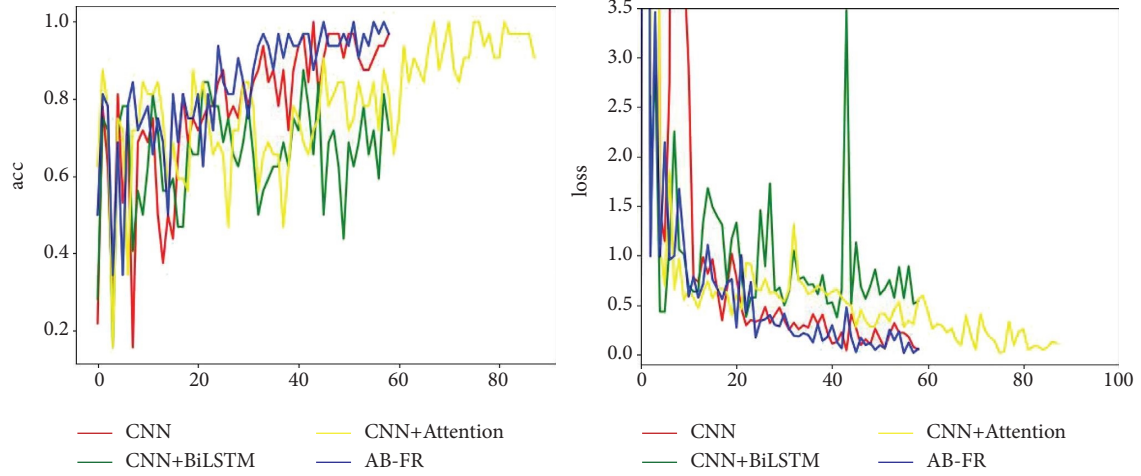 1.0
0.8
0.6
0.4
0.2
acc
0
20
40
60
80
CNN
CNN+Attention
CNN+BiLSTM
AB-FR
3.5
3.0
2.5
2.0
1.5
1.0
0.5
0.0
loss
0
20
40
60
80
100
CNN
CNN+Attention
CNN+BiLSTM
AB-FR